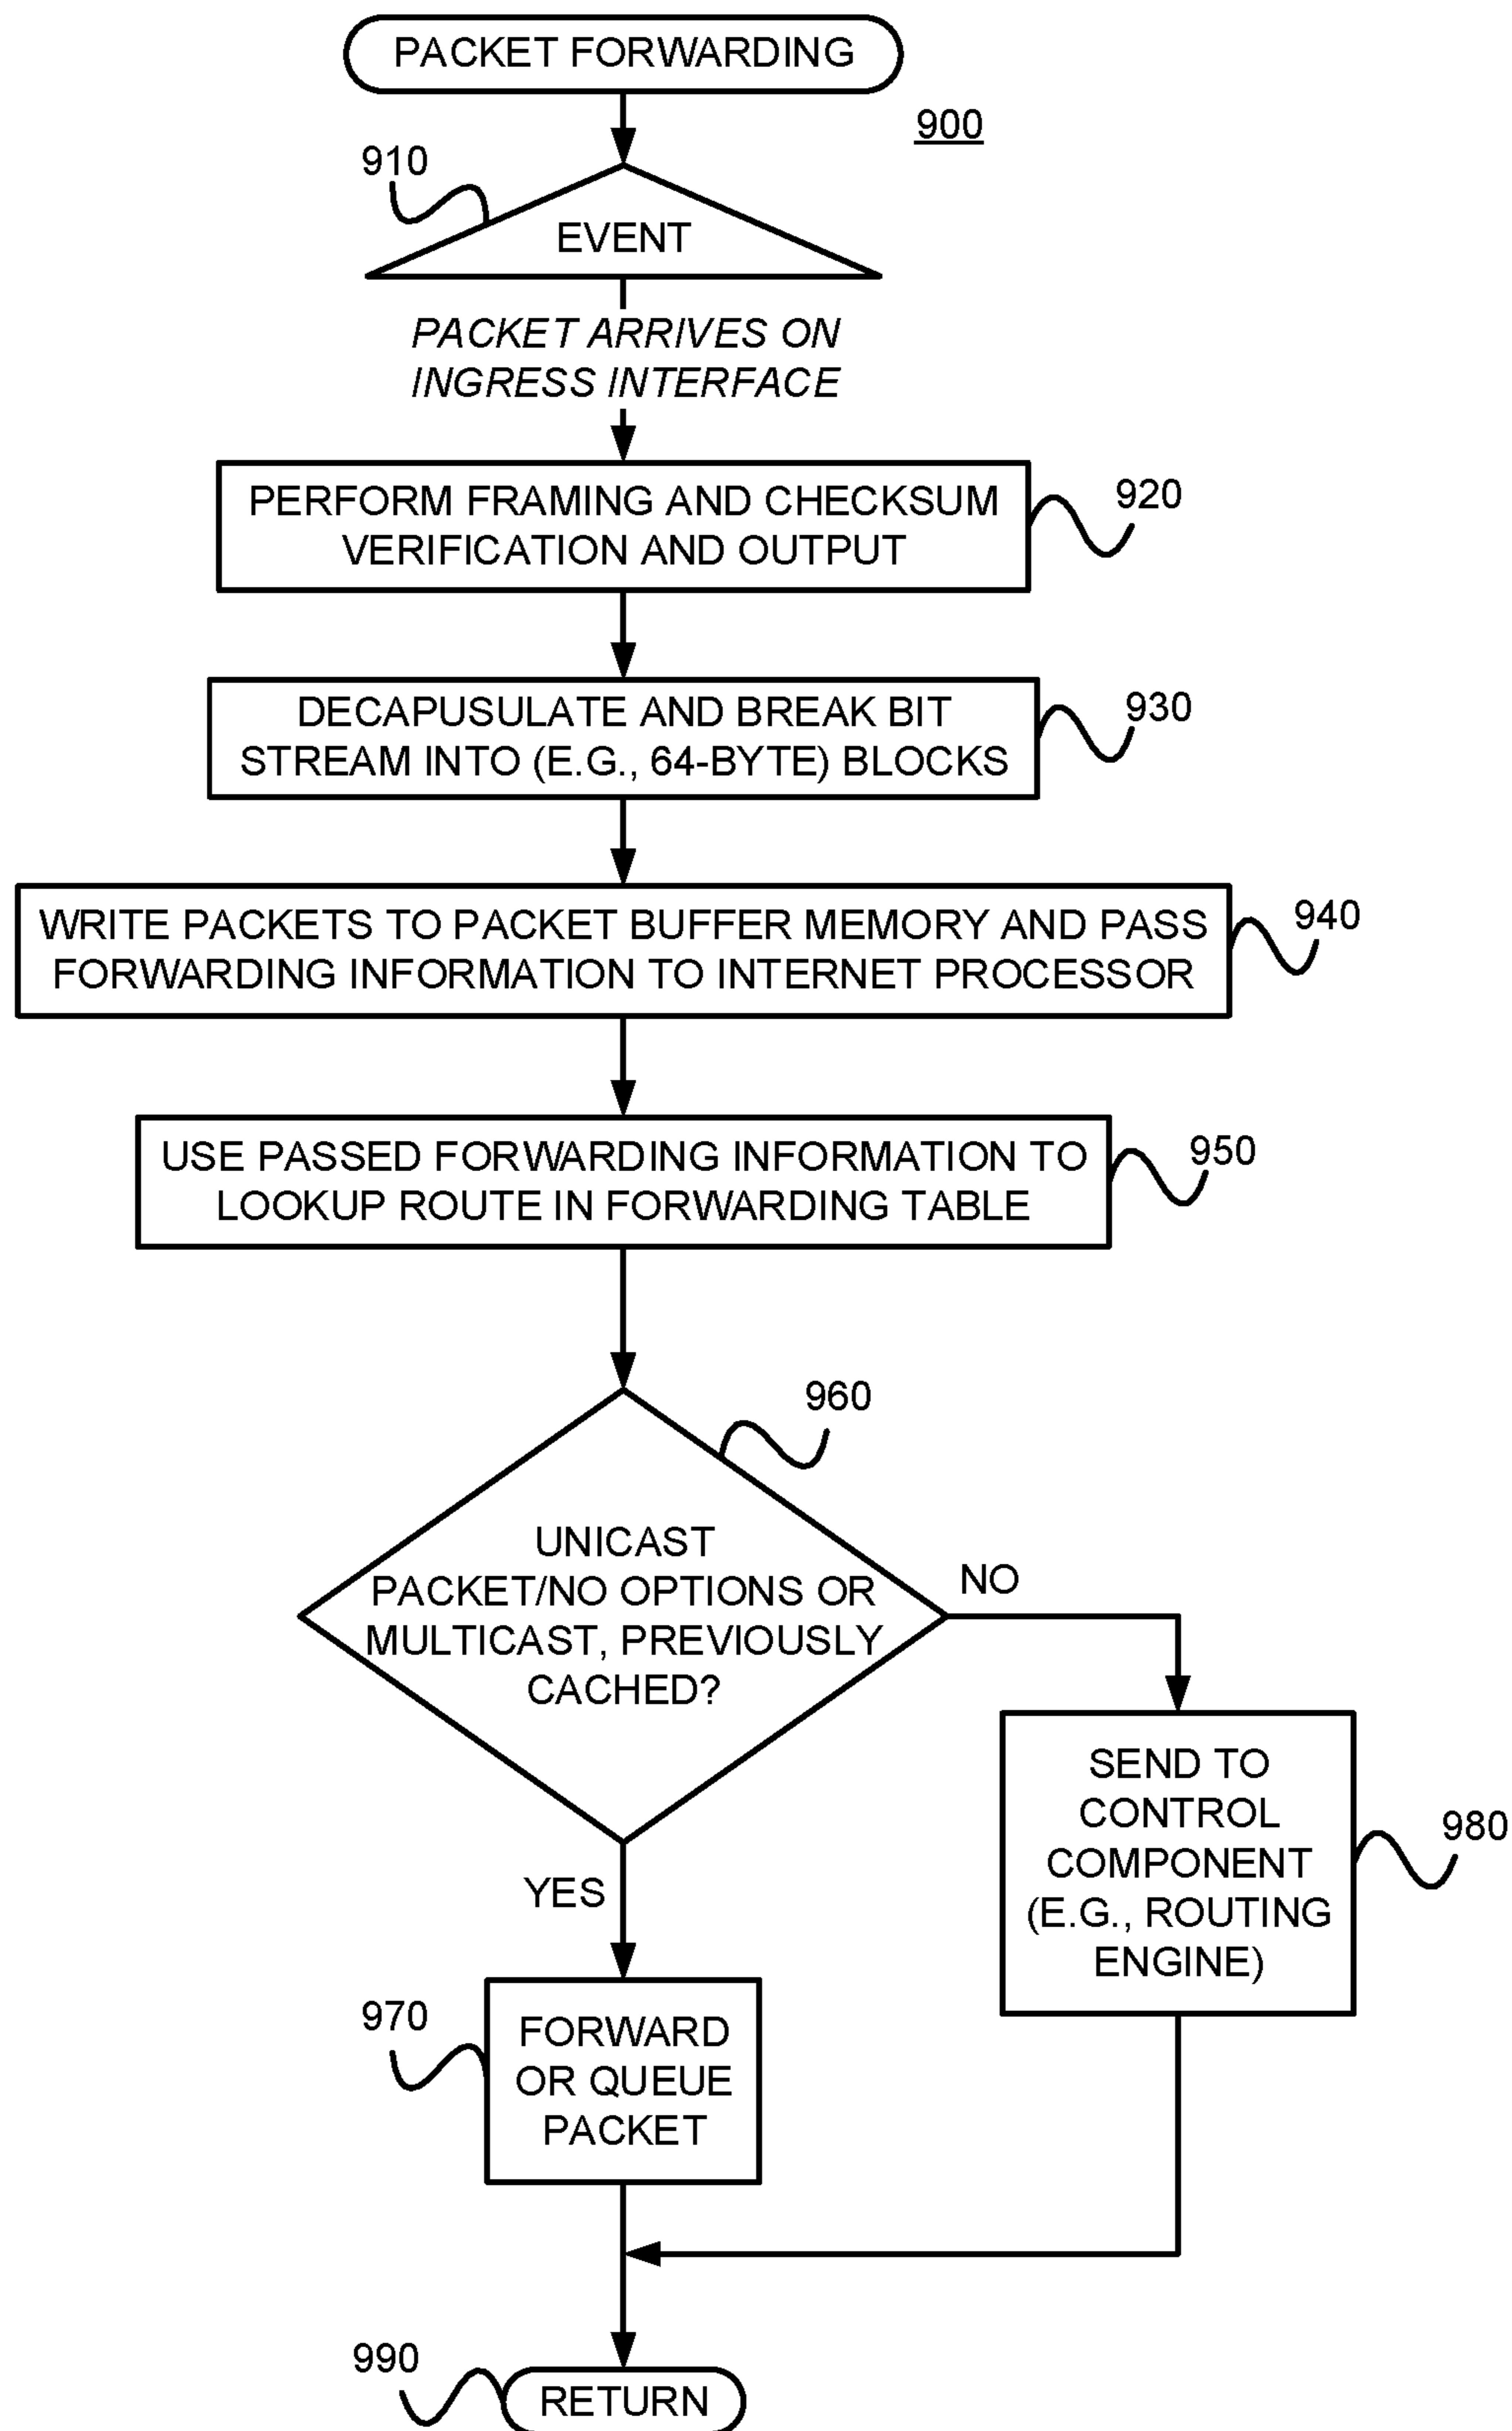 PACKET FORWARDING
900
910
EVENT
PACKET ARRIVES ON
INGRESS INTERFACE
PERFORM FRAMING AND CHECKSUM
VERIFICATION AND OUTPUT
920
DECAPUSULATE AND BREAK BIT
STREAM INTO (E.G., 64-BYTE) BLOCKS
930
WRITE PACKETS TO PACKET BUFFER MEMORY AND PASS
FORWARDING INFORMATION TO INTERNET PROCESSOR
940
USE PASSED FORWARDING INFORMATION TO
LOOKUP ROUTE IN FORWARDING TABLE
950
960
UNICAST
PACKET/NO OPTIONS OR
MULTICAST, PREVIOUSLY
CACHED?
NO
YES
SEND TO
CONTROL
COMPONENT
(E.G., ROUTING
ENGINE)
980
970
FORWARD
OR QUEUE
PACKET
990
RETURN